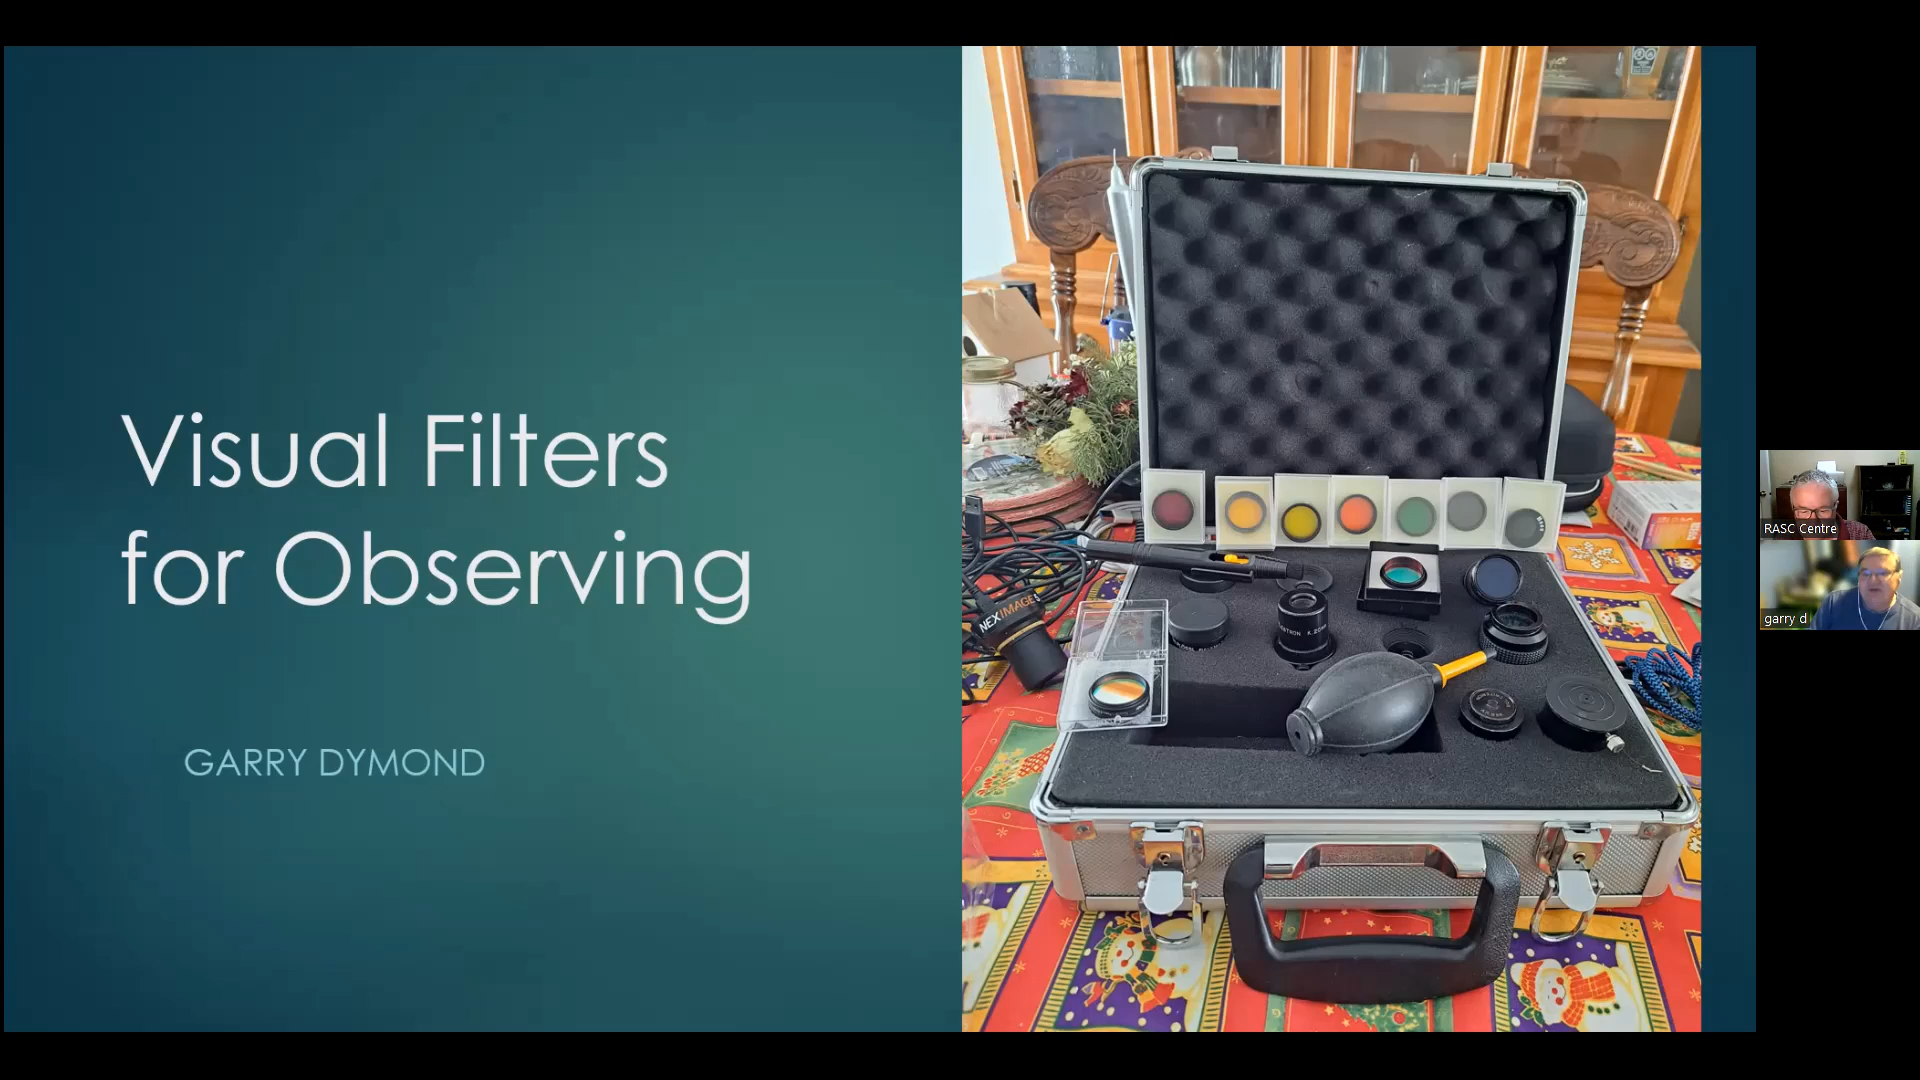 Visual Filters
for Observing
GARRY DYMOND
NEXIMAGE
RASC Centre
garry d